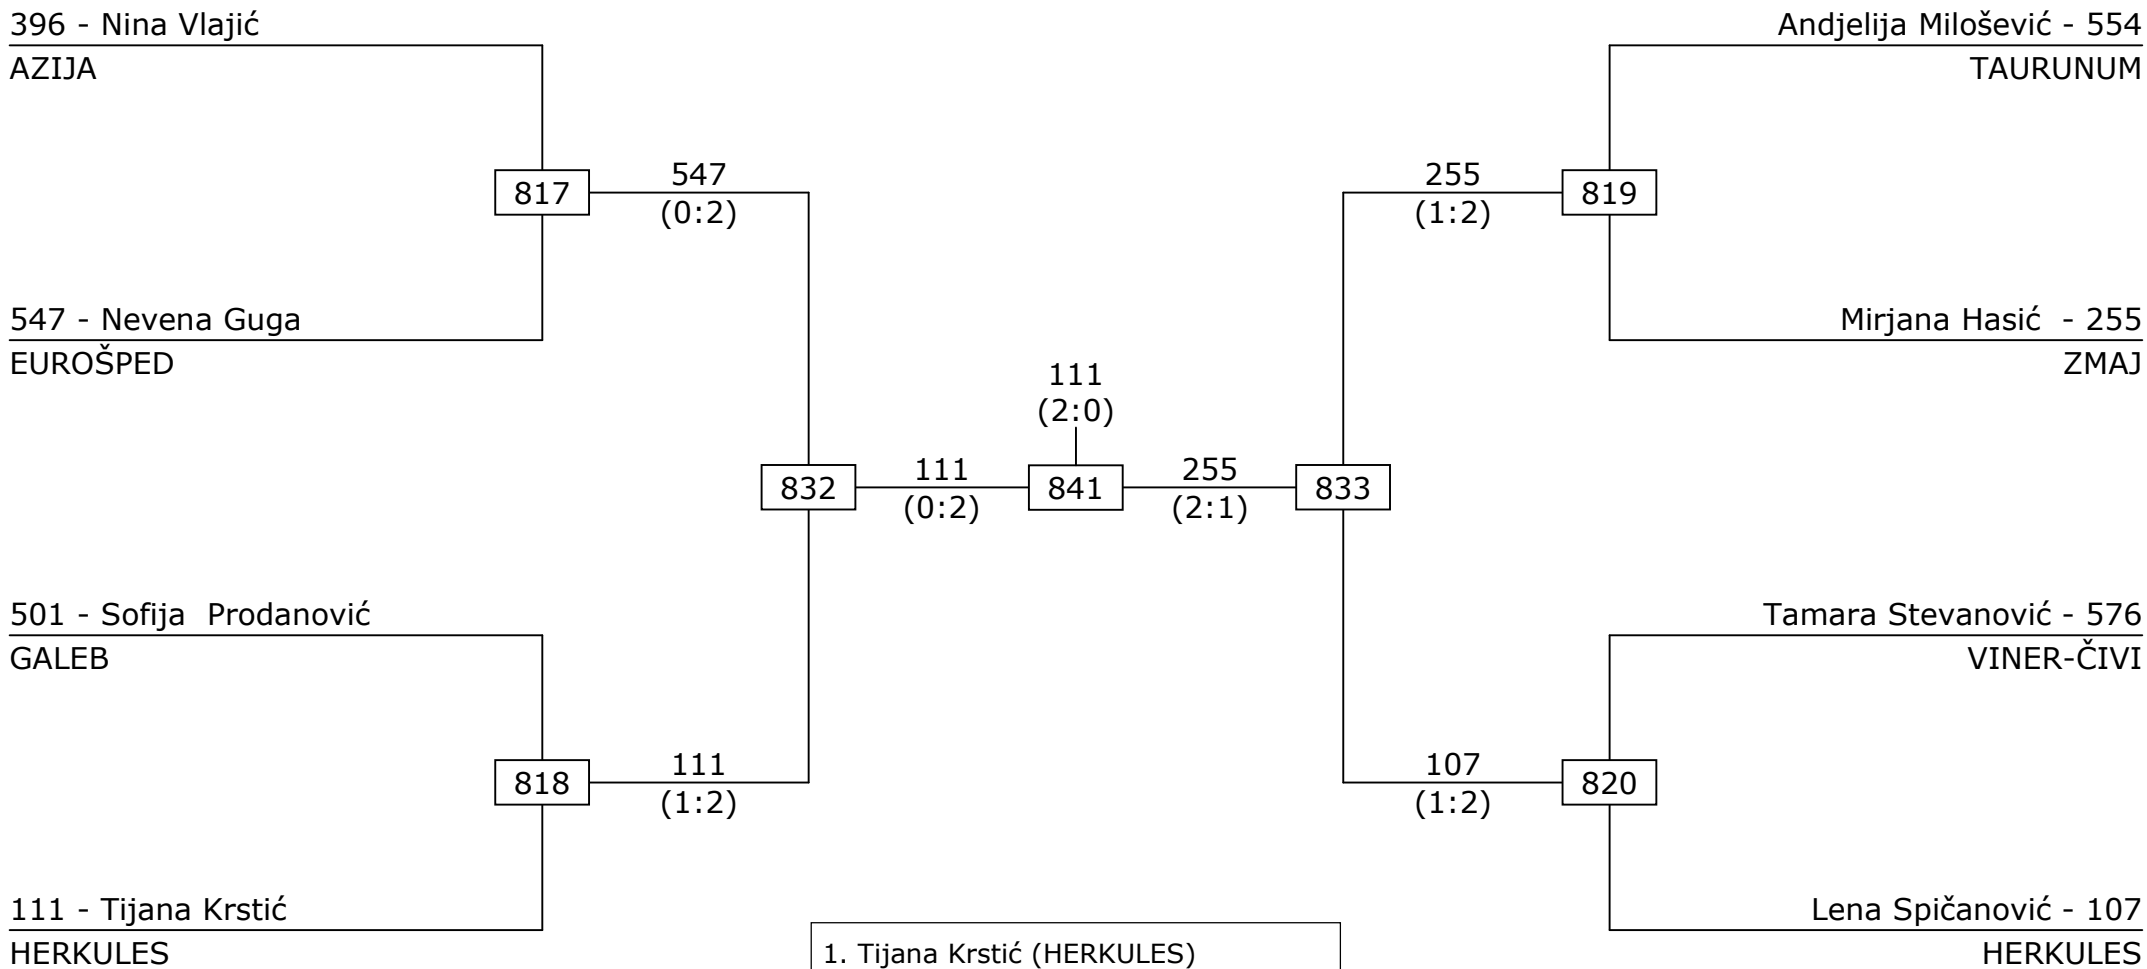 396 - Nina Vlajić
AZIJA
547 - Nevena Guga
EUROŠPED
501 - Sofija  Prodanović
GALEB
111 - Tijana Krstić
HERKULES
817
547
(0:2)
818
111
(1:2)
832
111
(0:2)
111
(2:0)
841
255
(2:1)
833
255
(1:2)
819
107
(1:2)
820
Andjelija Milošević - 554
TAURUNUM
Mirjana Hasić  - 255
ZMAJ
Tamara Stevanović - 576
VINER-ČIVI
Lena Spičanović - 107
HERKULES
1. Tijana Krstić (HERKULES)